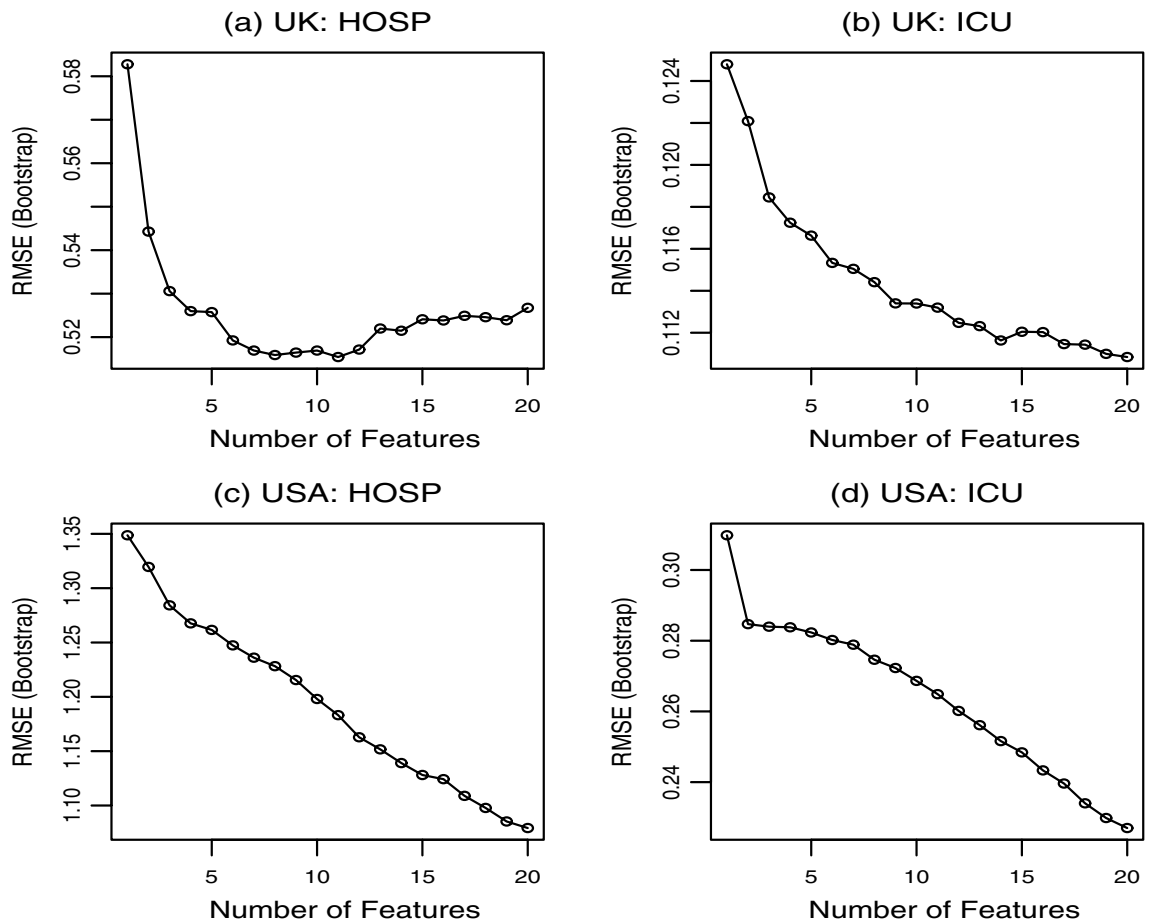 (a) UK: HOSP
RMSE (Bootstrap)
0.58
0.56
0.54
0.52
5 10 15 20
Number of Features
(b) UK: ICU
RMSE (Bootstrap)
0.124
0.120
0.116
0.112
5 10 15 20
Number of Features
(c) USA: HOSP
RMSE (Bootstrap)
1.35
1.30
1.25
1.20
1.15
1.10
5 10 15 20
Number of Features
(d) USA: ICU
RMSE (Bootstrap)
0.30
0.28
0.26
0.24
5 10 15 20
Number of Features